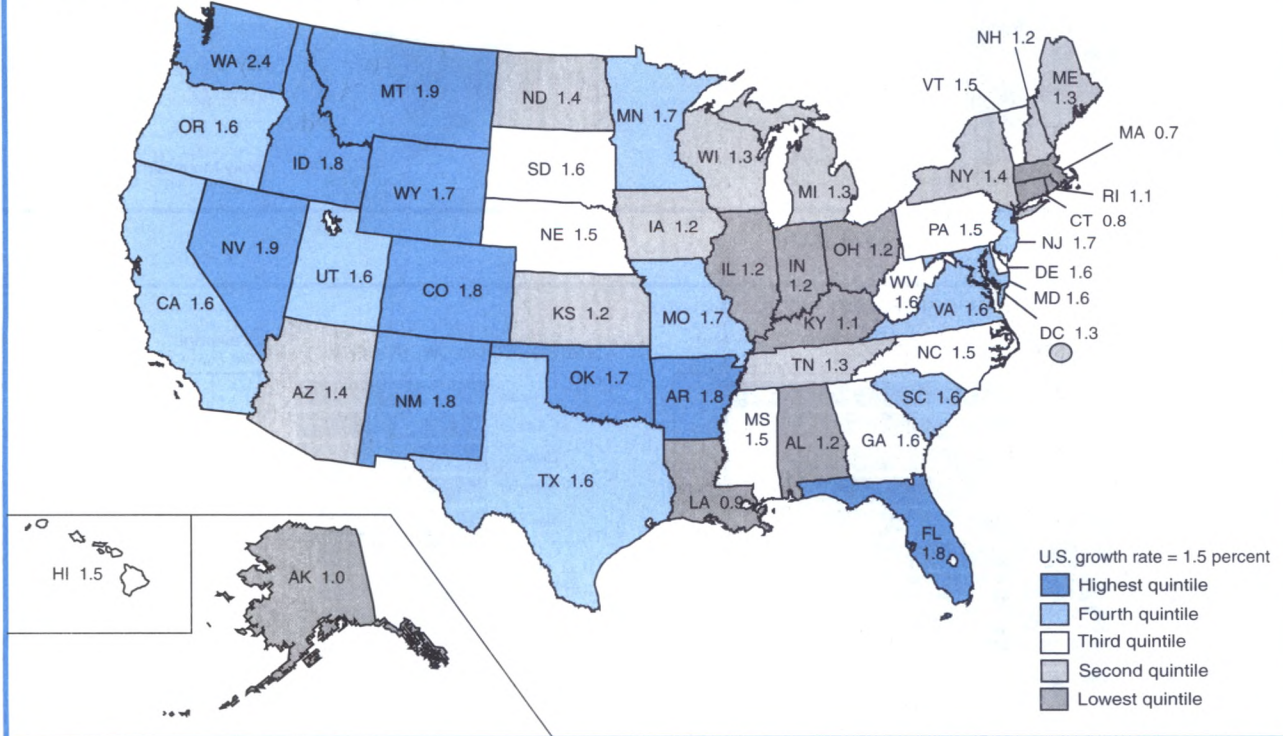 NH 1.2
WA 2.4
ME
1.3
VT 1.5
MT 1.9
ND 1.4
MN 1.7
OR 1.6
MA 0.7
ID 1.8
SD 1.6
WI 1.3
MI 1.3
NY 1.4
WY 1.7
RI 1.1
CT 0.8
NV 1.9
NE 1.5
IA 1.2
PA 1.5
NJ 1.7
OH 1.2
IL 1.2
IN
1.2
DE 1.6
UT 1.6
CO 1.8
WV
1.6
MD 1.6
CA 1.6
KS 1.2
MO 1.7
KY 1.1
VA 1.6
DC 1.3
NC 1.5
TN 1.3
AZ 1.4
NM 1.8
OK 1.7
AR 1.8
SC 1.6
MS
1.5
AL 1.2
GA 1.6
TX 1.6
LA 0.9
FL
1.8
HI 1.5
AK 1.0
U.S. growth rate = 1.5 percent
Highest quintile
Fourth quintile
Third quintile
Second quintile
Lowest quintile